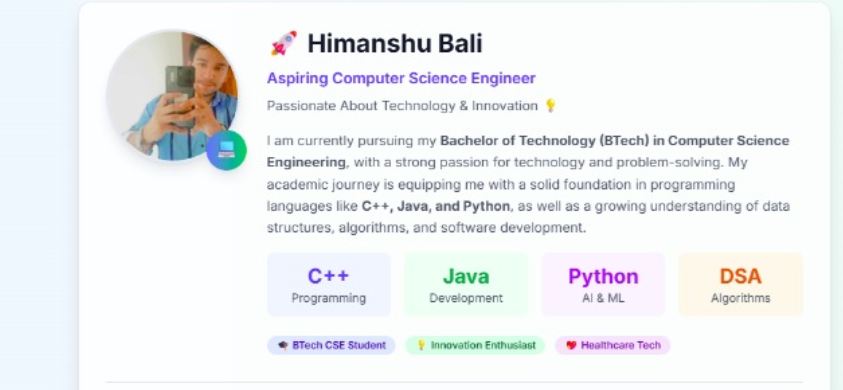 🚀 Himanshu Bali
Aspiring Computer Science Engineer
Passionate About Technology & Innovation 💡
I am currently pursuing my Bachelor of Technology (BTech) in Computer Science
Engineering, with a strong passion for technology and problem-solving. My
academic journey is equipping me with a solid foundation in programming
languages like C++, Java, and Python, as well as a growing understanding of data
structures, algorithms, and software development.
C++ Java Python DSA
Programming Development AI & ML Algorithms
🎓 BTech CSE Student 💡 Innovation Enthusiast ❤️ Healthcare Tech